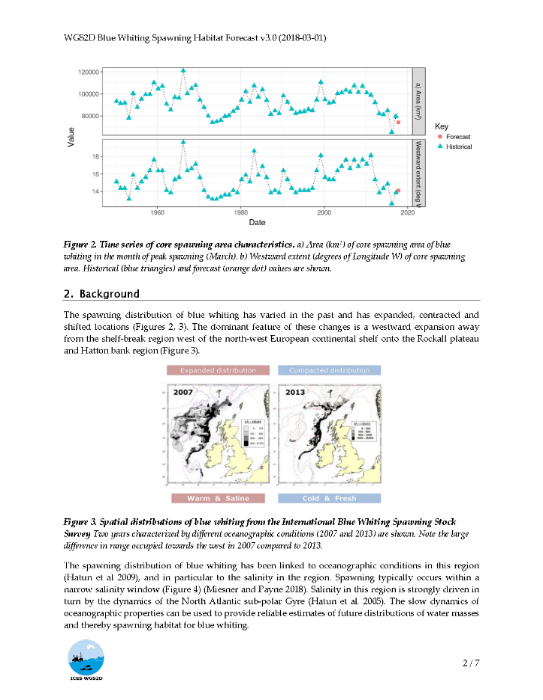 WGS2D Blue Whiting Spawning Habitat Forecast v3.0 (2018-03-01)
120000
100000
80000
a) Area (km²)
Value
18
16
14
Westward extent (deg W
1960
1980
2000
2020
Date
Key
Forecast
Historical
Figure 2. Time series of core spawning area characteristics. a) Area (km²) of core spawning area of blue
whiting in the month of peak spawning (March). b) Westward extent (degrees of Longitude W) of core spawning
area. Historical (blue triangles) and forecast (orange dot) values are shown.
2. Background
The spawning distribution of blue whiting has varied in the past and has expanded, contracted and
shifted locations (Figures 2, 3). The dominant feature of these changes is a westward expansion away
from the shelf-break region west of the north-west European continental shelf onto the Rockall plateau
and Hatton bank region (Figure 3).
Expanded distribution
Compacted distribution
2007
2013
Warm & Saline
Cold & Fresh
Figure 3. Spatial distributions of blue whiting from the International Blue Whiting Spawning Stock
Survey Two years characterized by different oceanographic conditions (2007 and 2013) are shown. Note the large
difference in range occupied towards the west in 2007 compared to 2013.
The spawning distribution of blue whiting has been linked to oceanographic conditions in this region
(Hatun et al 2009), and in particular to the salinity in the region. Spawning typically occurs within a
narrow salinity window (Figure 4) (Miesner and Payne 2018). Salinity in this region is strongly driven in
turn by the dynamics of the North Atlantic sub-polar Gyre (Hatun et al. 2005). The slow dynamics of
oceanographic properties can be used to provide reliable estimates of future distributions of water masses
and thereby spawning habitat for blue whiting.
ICES WGS2D
2 / 7